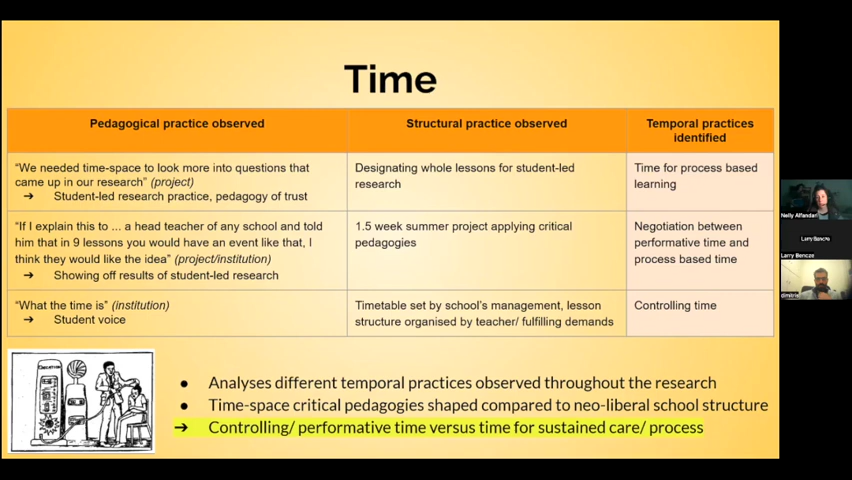 Time
Pedagogical practice observed
Structural practice observed
Temporal practices
identified
“We needed time-space to look more into questions that
came up in our research” (project)
➔ Student-led research practice, pedagogy of trust
Designating whole lessons for student-led
research
Time for process based
learning
“If I explain this to ... a head teacher of any school and told
him that in 9 lessons you would have an event like that, I
think they would like the idea” (project/institution)
➔ Showing off results of student-led research
1.5 week summer project applying critical
pedagogies
Negotiation between
performative time and
process based time
“What the time is” (institution)
➔ Student voice
Timetable set by school’s management, lesson
structure organised by teacher/ fulfilling demands
Controlling time
EDUCATION
● Analyses different temporal practices observed throughout the research
● Time-space critical pedagogies shaped compared to neo-liberal school structure
➔ Controlling/ performative time versus time for sustained care/ process
Nelly Alfandari
Larry Bencze
Larry Bencze
dimitris